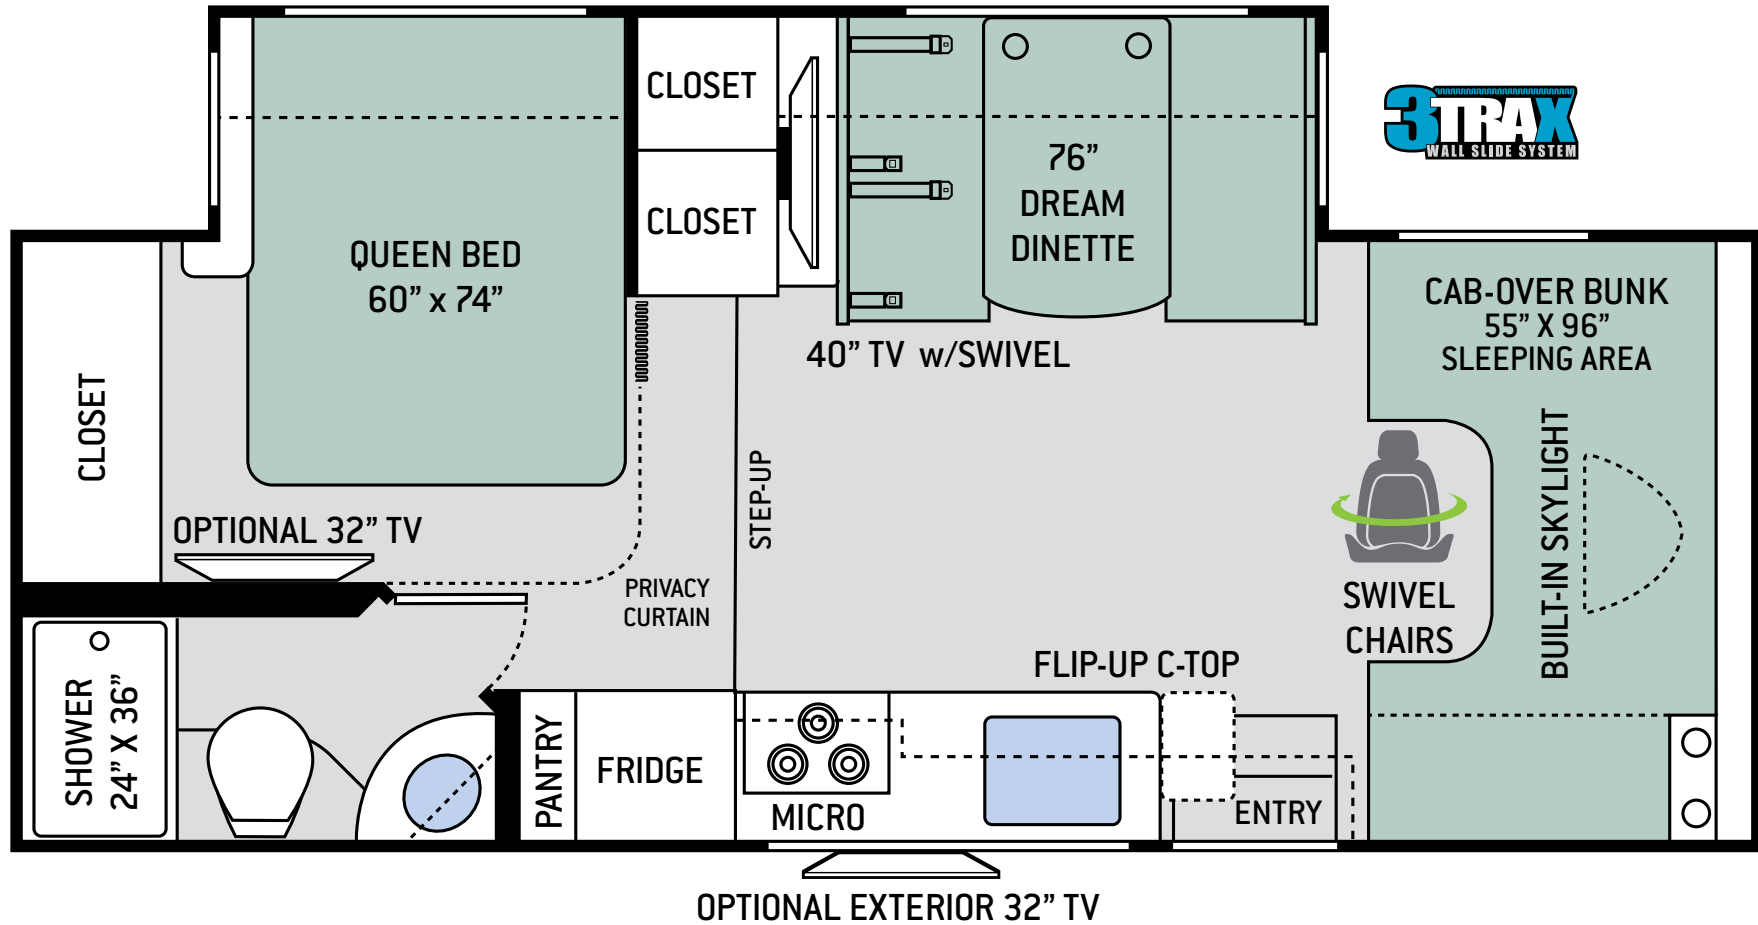 CLOSET
CLOSET
3TRAX
WALL SLIDE SYSTEM
76”
DREAM
DINETTE
QUEEN BED
60” x 74”
CAB-OVER BUNK
55” X 96”
SLEEPING AREA
40” TV w/SWIVEL
CLOSET
STEP-UP
BUILT-IN SKYLIGHT
OPTIONAL 32” TV
PRIVACY
CURTAIN
SWIVEL
CHAIRS
FLIP-UP C-TOP
SHOWER
24” X 36”
PANTRY
FRIDGE
MICRO
ENTRY
OPTIONAL EXTERIOR 32” TV